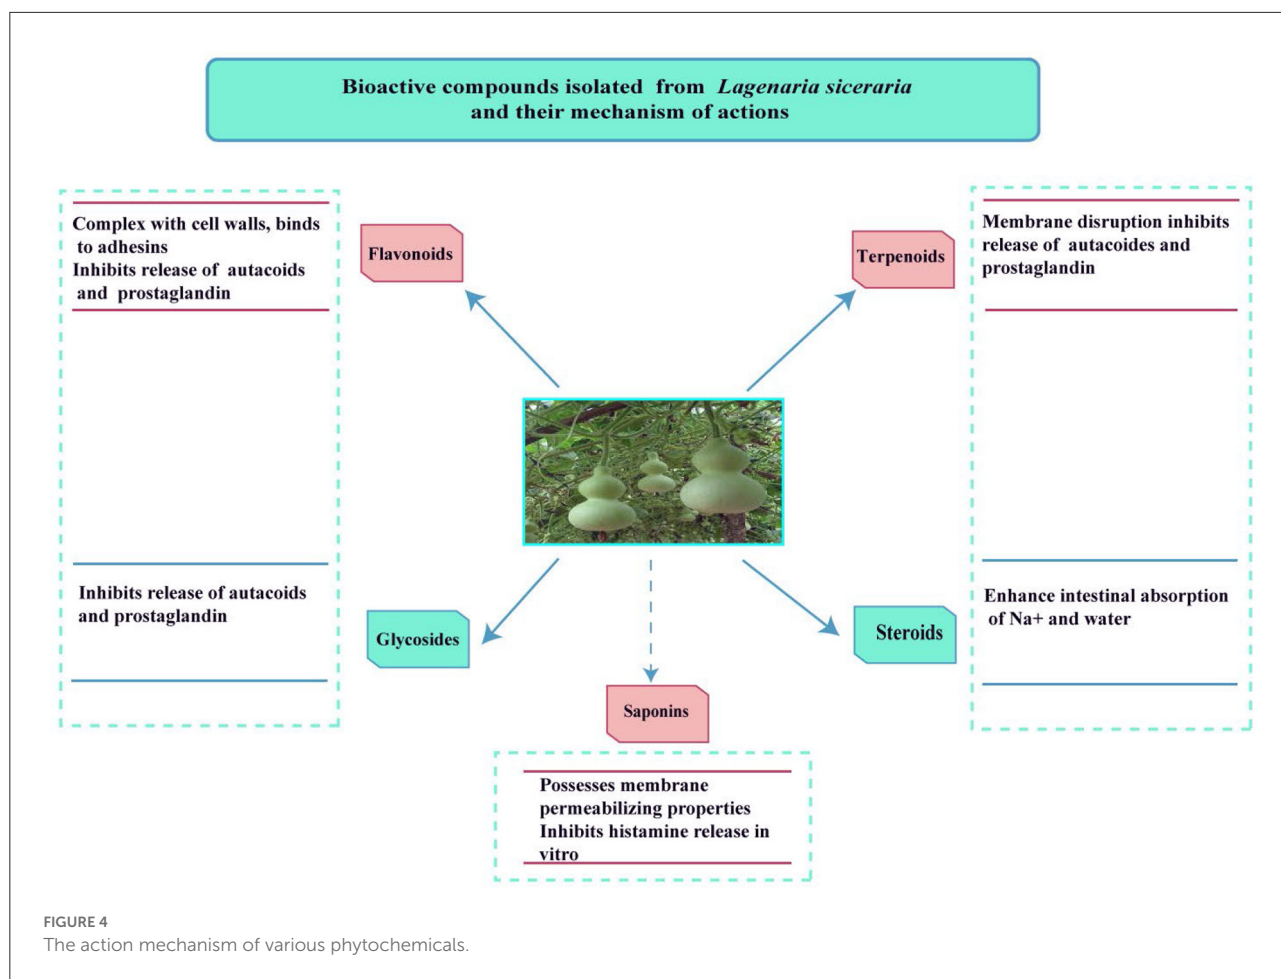 Bioactive compounds isolated from Lagenaria siceraria
and their mechanism of actions
Complex with cell walls, binds
to adhesins
Inhibits release of autacoids
and prostaglandin
Flavonoids
Terpenoids
Membrane disruption inhibits
release of autacoides and
prostaglandin
Inhibits release of autacoids
and prostaglandin
Glycosides
Steroids
Enhance intestinal absorption
of Na+ and water
Saponins
Possesses membrane
permeabilizing properties
Inhibits histamine release in
vitro
FIGURE 4
The action mechanism of various phytochemicals.